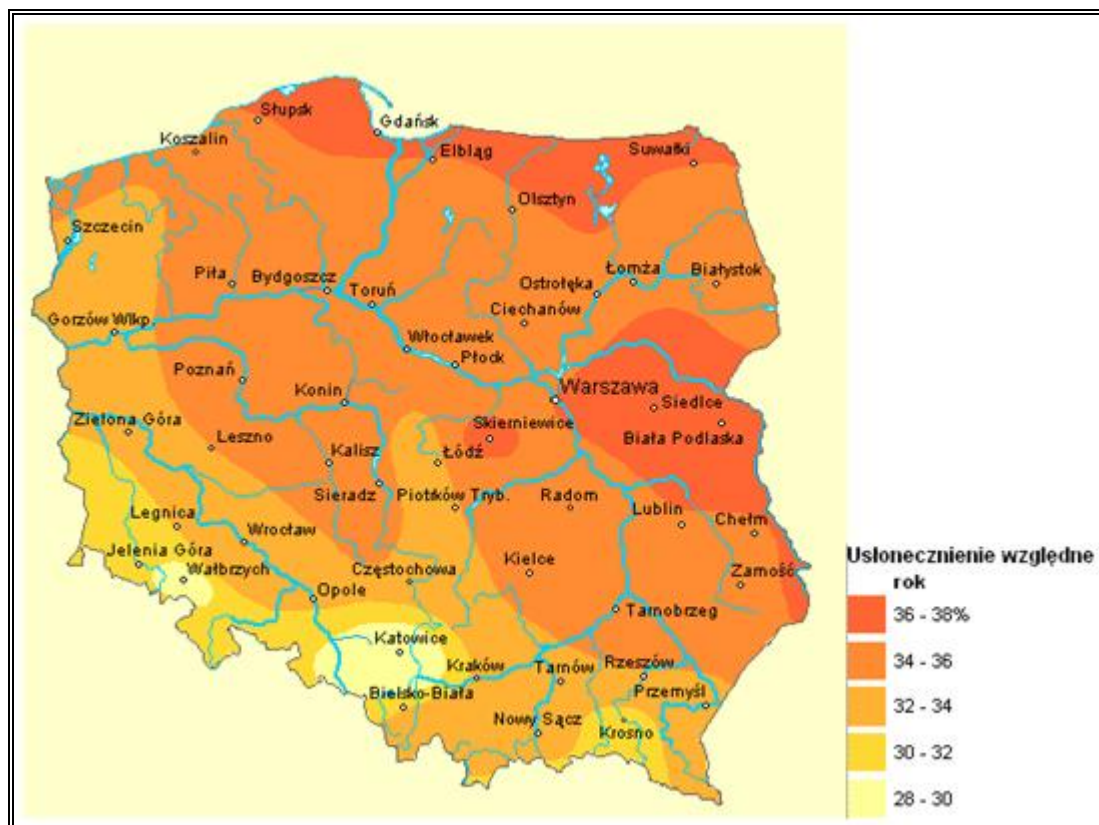 Słupsk
Gdańsk
Koszalin
Elbląg
Suwałki
Olsztyn
Szczecin
Piła
Bydgoszcz
Toruń
Ostrołęka
Łomża
Białystok
Ciechanów
Gorzów Wlkp.
Włocławek
Płock
Poznań
Konin
Warszawa
Siedlce
Zielona Góra
Leszno
Skierniewice
Biała Podlaska
Kalisz
Łódź
Sieradz
Piotrków Tryb.
Radom
Lublin
Chełm
Legnica
Wrocław
Jelenia Góra
Wałbrzych
Częstochowa
Kielce
Zamość
Opole
Tarnobrzeg
Katowice
Kraków
Tarnów
Rzeszów
Bielsko-Biała
Przemyśl
Nowy Sącz
Krosno
Usłonecznienie względne
rok
36 - 38%
34 - 36
32 - 34
30 - 32
28 - 30